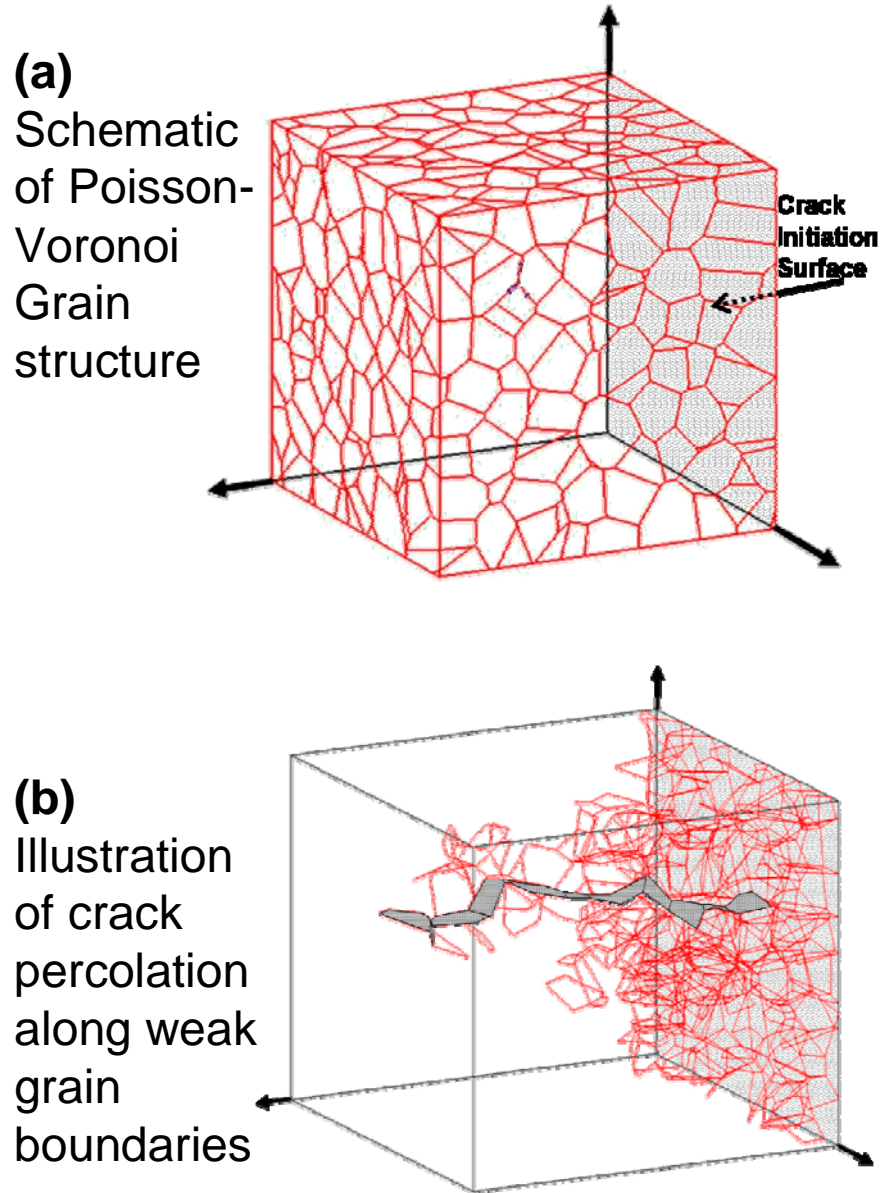 (a)
Schematic
of Poisson-
Voronoi
Grain
structure
Crack
Initiation
Surface
(b)
Illustration
of crack
percolation
along weak
grain
boundaries